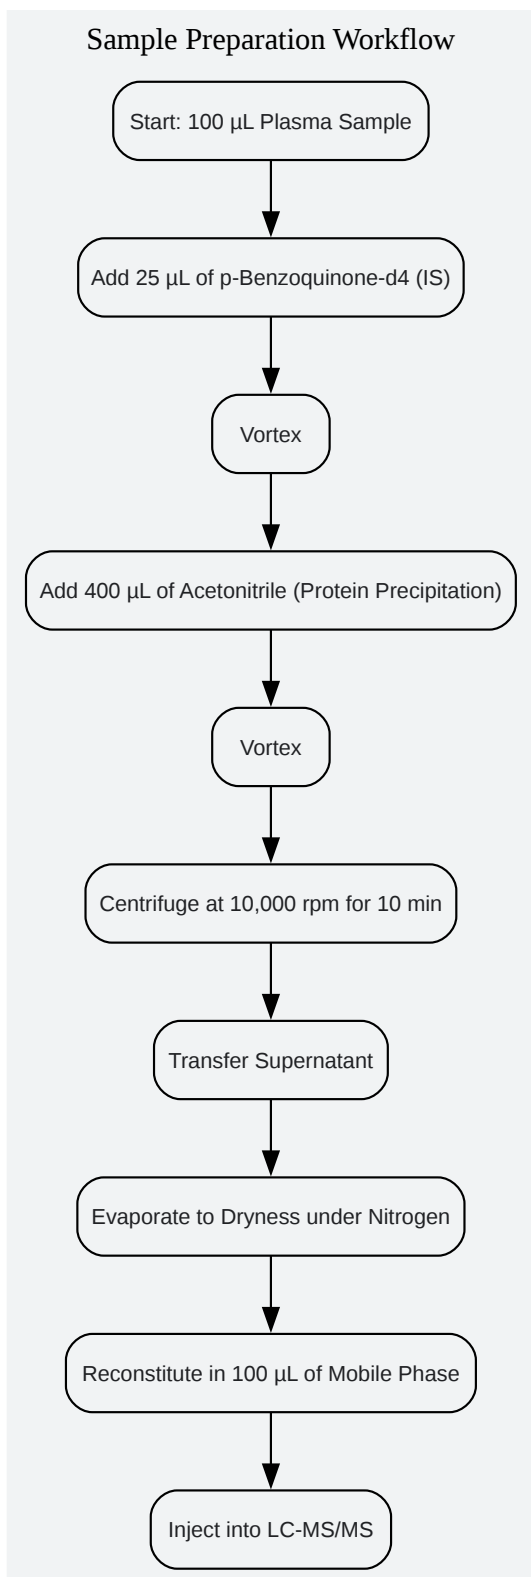 Sample Preparation Workflow
Start: 100 µL Plasma Sample
Add 25 µL of p-Benzoquinone-d4 (IS)
Vortex
Add 400 µL of Acetonitrile (Protein Precipitation)
Vortex
Centrifuge at 10,000 rpm for 10 min
Transfer Supernatant
Evaporate to Dryness under Nitrogen
Reconstitute in 100 µL of Mobile Phase
Inject into LC-MS/MS